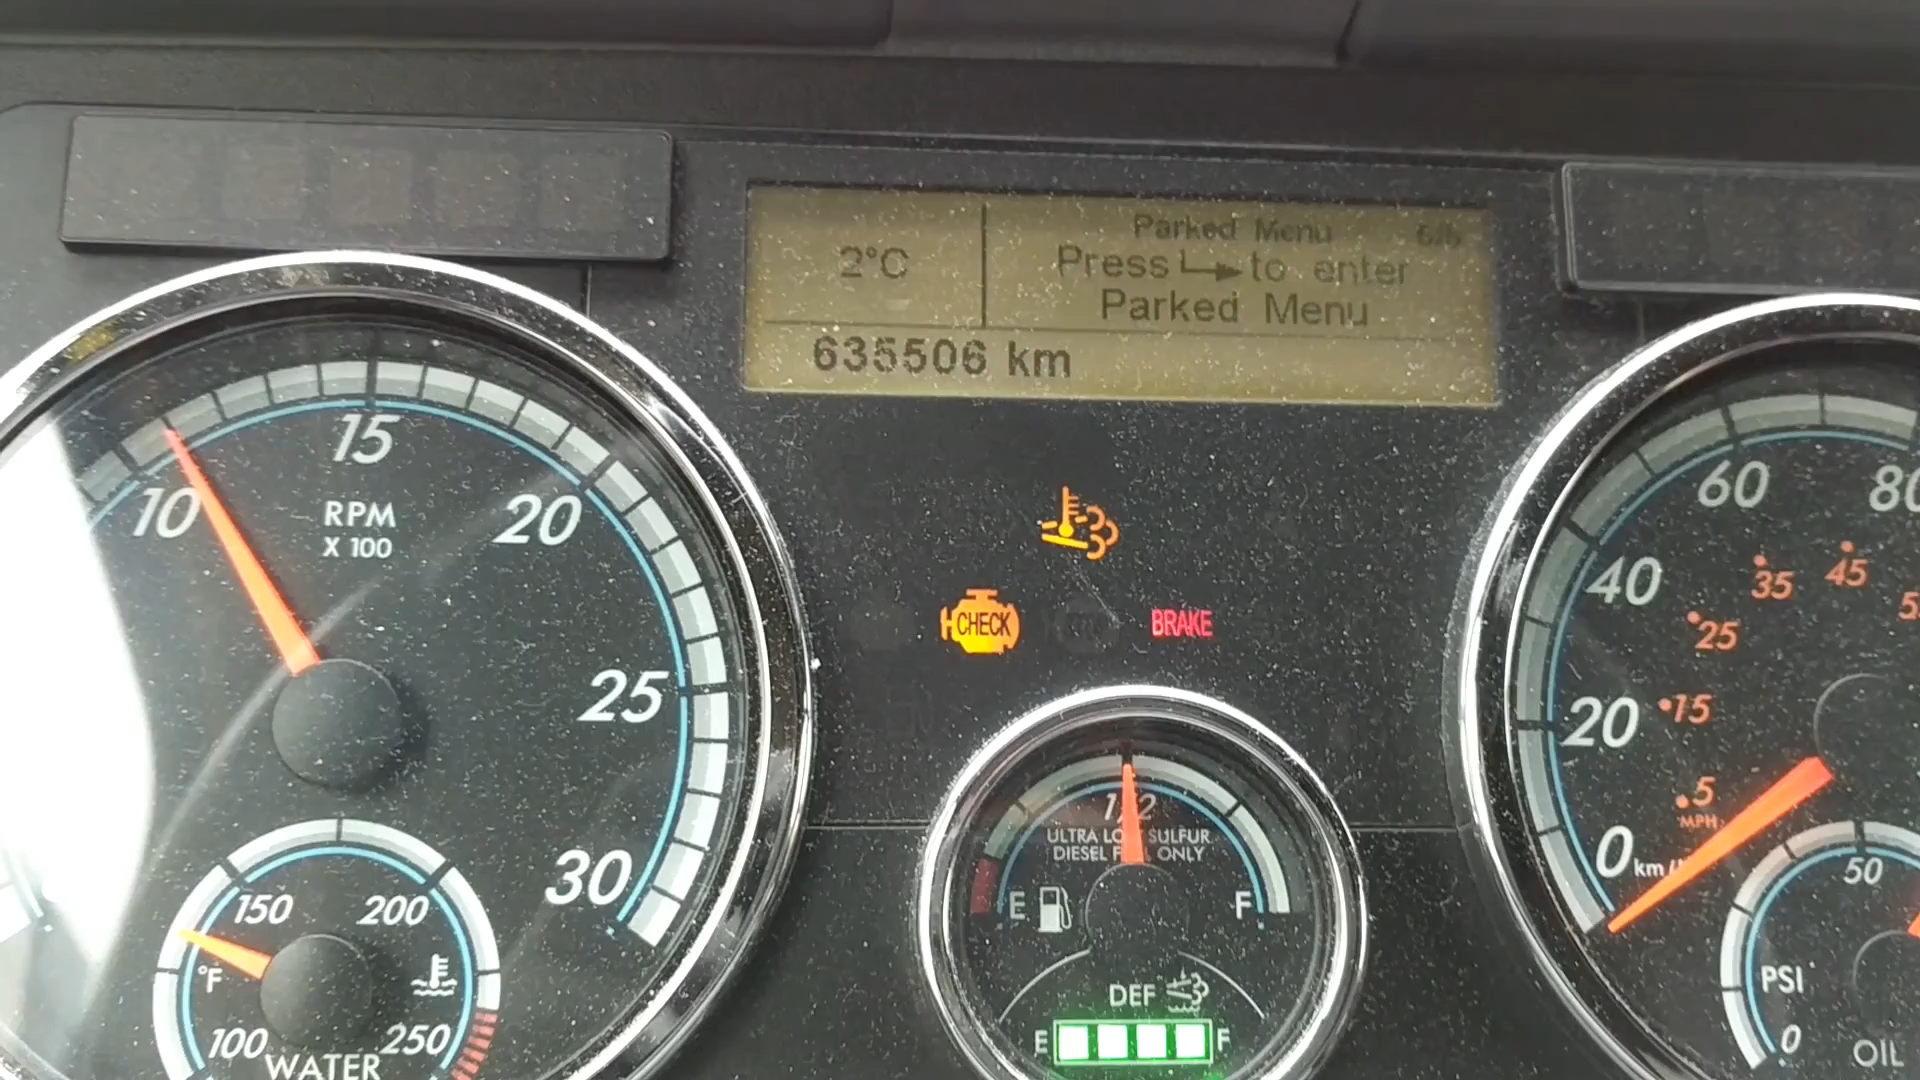 Parked Menu 6/6
2°C
Press to enter
Parked Menu
635506 km
10
15
20
25
30
RPM
X 100
CHECK
BRAKE
150
200
°F
100
250
WATER
1/2
ULTRA LOW SULFUR
DIESEL FUEL ONLY
E
F
DEF
E
F
0
20
40
60
80
km/
5
15
25
35
45
MPH
50
PSI
0
OIL